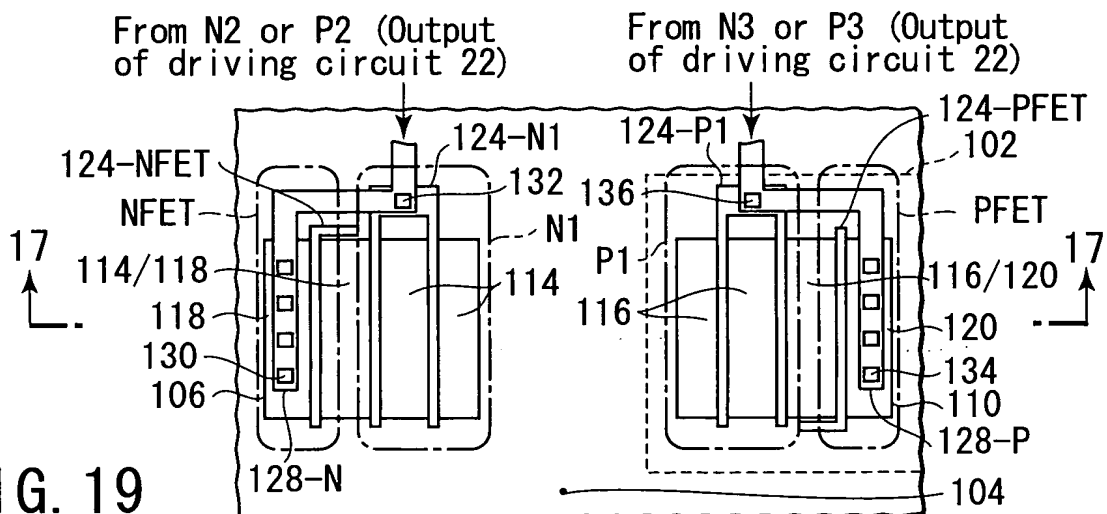 From N2 or P2 (Output
of driving circuit 22)
From N3 or P3 (Output
of driving circuit 22)
124-N1
124-P1
124-PFET
124-NFET
102
132
136
NFET
PFET
N1
17
17
P1
114/118
114
116/120
116
118
120
130
134
106
110
128-N
128-P
IG. 19
104